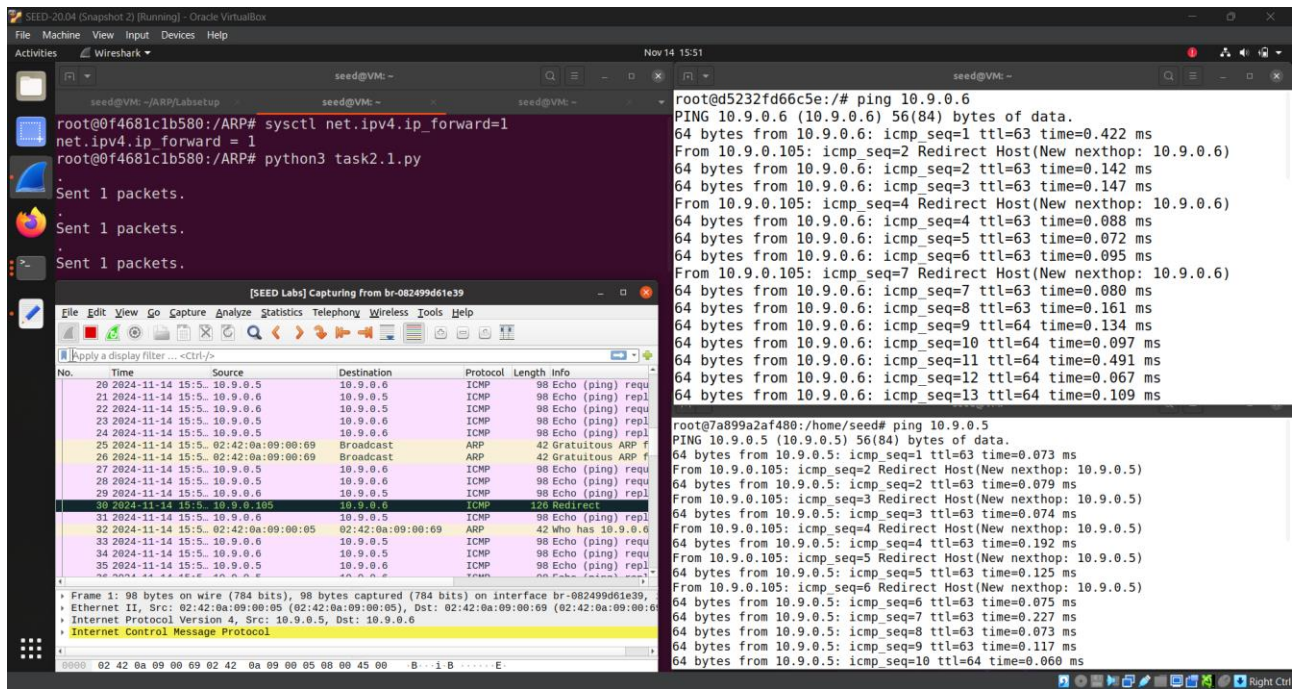 SEED-20.04 (Snapshot 2) [Running] - Oracle VirtualBox
File Machine View Input Devices Help
Activities Wireshark Nov 14 15:51
seed@VM: ~
seed@VM: ~/ARP/Labsetup seed@VM: ~ seed@VM: ~
root@0f4681c1b580:/ARP# sysctl net.ipv4.ip_forward=1
net.ipv4.ip_forward = 1
root@0f4681c1b580:/ARP# python3 task2.1.py
.
Sent 1 packets.
.
Sent 1 packets.
.
Sent 1 packets.
[SEED Labs] Capturing from br-082499d61e39
File Edit View Go Capture Analyze Statistics Telephony Wireless Tools Help
Apply a display filter ... <Ctrl-/>
No. Time Source Destination Protocol Length Info
20 2024-11-14 15:5… 10.9.0.5 10.9.0.6 ICMP 98 Echo (ping) requ
21 2024-11-14 15:5… 10.9.0.6 10.9.0.5 ICMP 98 Echo (ping) repl
22 2024-11-14 15:5… 10.9.0.5 10.9.0.6 ICMP 98 Echo (ping) requ
23 2024-11-14 15:5… 10.9.0.6 10.9.0.5 ICMP 98 Echo (ping) repl
24 2024-11-14 15:5… 10.9.0.6 10.9.0.5 ICMP 98 Echo (ping) repl
25 2024-11-14 15:5… 02:42:0a:09:00:69 Broadcast ARP 42 Gratuitous ARP f
26 2024-11-14 15:5… 02:42:0a:09:00:69 Broadcast ARP 42 Gratuitous ARP f
27 2024-11-14 15:5… 10.9.0.5 10.9.0.6 ICMP 98 Echo (ping) requ
28 2024-11-14 15:5… 10.9.0.5 10.9.0.6 ICMP 98 Echo (ping) requ
29 2024-11-14 15:5… 10.9.0.6 10.9.0.5 ICMP 98 Echo (ping) repl
30 2024-11-14 15:5… 10.9.0.105 10.9.0.6 ICMP 126 Redirect
31 2024-11-14 15:5… 10.9.0.6 10.9.0.5 ICMP 98 Echo (ping) repl
32 2024-11-14 15:5… 02:42:0a:09:00:05 02:42:0a:09:00:69 ARP 42 Who has 10.9.0.6
33 2024-11-14 15:5… 10.9.0.6 10.9.0.5 ICMP 98 Echo (ping) requ
34 2024-11-14 15:5… 10.9.0.6 10.9.0.5 ICMP 98 Echo (ping) requ
35 2024-11-14 15:5… 10.9.0.5 10.9.0.6 ICMP 98 Echo (ping) repl
Frame 1: 98 bytes on wire (784 bits), 98 bytes captured (784 bits) on interface br-082499d61e39,
Ethernet II, Src: 02:42:0a:09:00:05 (02:42:0a:09:00:05), Dst: 02:42:0a:09:00:69 (02:42:0a:09:00:6
Internet Protocol Version 4, Src: 10.9.0.5, Dst: 10.9.0.6
Internet Control Message Protocol
0000 02 42 0a 09 00 69 02 42 0a 09 00 05 08 00 45 00 ·B···i·B ······E·
seed@VM: ~
root@d5232fd66c5e:/# ping 10.9.0.6
PING 10.9.0.6 (10.9.0.6) 56(84) bytes of data.
64 bytes from 10.9.0.6: icmp_seq=1 ttl=63 time=0.422 ms
From 10.9.0.105: icmp_seq=2 Redirect Host(New nexthop: 10.9.0.6)
64 bytes from 10.9.0.6: icmp_seq=2 ttl=63 time=0.142 ms
64 bytes from 10.9.0.6: icmp_seq=3 ttl=63 time=0.147 ms
From 10.9.0.105: icmp_seq=4 Redirect Host(New nexthop: 10.9.0.6)
64 bytes from 10.9.0.6: icmp_seq=4 ttl=63 time=0.088 ms
64 bytes from 10.9.0.6: icmp_seq=5 ttl=63 time=0.072 ms
64 bytes from 10.9.0.6: icmp_seq=6 ttl=63 time=0.095 ms
From 10.9.0.105: icmp_seq=7 Redirect Host(New nexthop: 10.9.0.6)
64 bytes from 10.9.0.6: icmp_seq=7 ttl=63 time=0.080 ms
64 bytes from 10.9.0.6: icmp_seq=8 ttl=63 time=0.161 ms
64 bytes from 10.9.0.6: icmp_seq=9 ttl=64 time=0.134 ms
64 bytes from 10.9.0.6: icmp_seq=10 ttl=64 time=0.097 ms
64 bytes from 10.9.0.6: icmp_seq=11 ttl=64 time=0.491 ms
64 bytes from 10.9.0.6: icmp_seq=12 ttl=64 time=0.067 ms
64 bytes from 10.9.0.6: icmp_seq=13 ttl=64 time=0.109 ms
root@7a899a2af480:/home/seed# ping 10.9.0.5
PING 10.9.0.5 (10.9.0.5) 56(84) bytes of data.
64 bytes from 10.9.0.5: icmp_seq=1 ttl=63 time=0.073 ms
From 10.9.0.105: icmp_seq=2 Redirect Host(New nexthop: 10.9.0.5)
64 bytes from 10.9.0.5: icmp_seq=2 ttl=63 time=0.079 ms
From 10.9.0.105: icmp_seq=3 Redirect Host(New nexthop: 10.9.0.5)
64 bytes from 10.9.0.5: icmp_seq=3 ttl=63 time=0.074 ms
From 10.9.0.105: icmp_seq=4 Redirect Host(New nexthop: 10.9.0.5)
64 bytes from 10.9.0.5: icmp_seq=4 ttl=63 time=0.192 ms
From 10.9.0.105: icmp_seq=5 Redirect Host(New nexthop: 10.9.0.5)
64 bytes from 10.9.0.5: icmp_seq=5 ttl=63 time=0.125 ms
From 10.9.0.105: icmp_seq=6 Redirect Host(New nexthop: 10.9.0.5)
64 bytes from 10.9.0.5: icmp_seq=6 ttl=63 time=0.075 ms
64 bytes from 10.9.0.5: icmp_seq=7 ttl=63 time=0.227 ms
64 bytes from 10.9.0.5: icmp_seq=8 ttl=63 time=0.073 ms
64 bytes from 10.9.0.5: icmp_seq=9 ttl=63 time=0.117 ms
64 bytes from 10.9.0.5: icmp_seq=10 ttl=64 time=0.060 ms
Right Ctrl